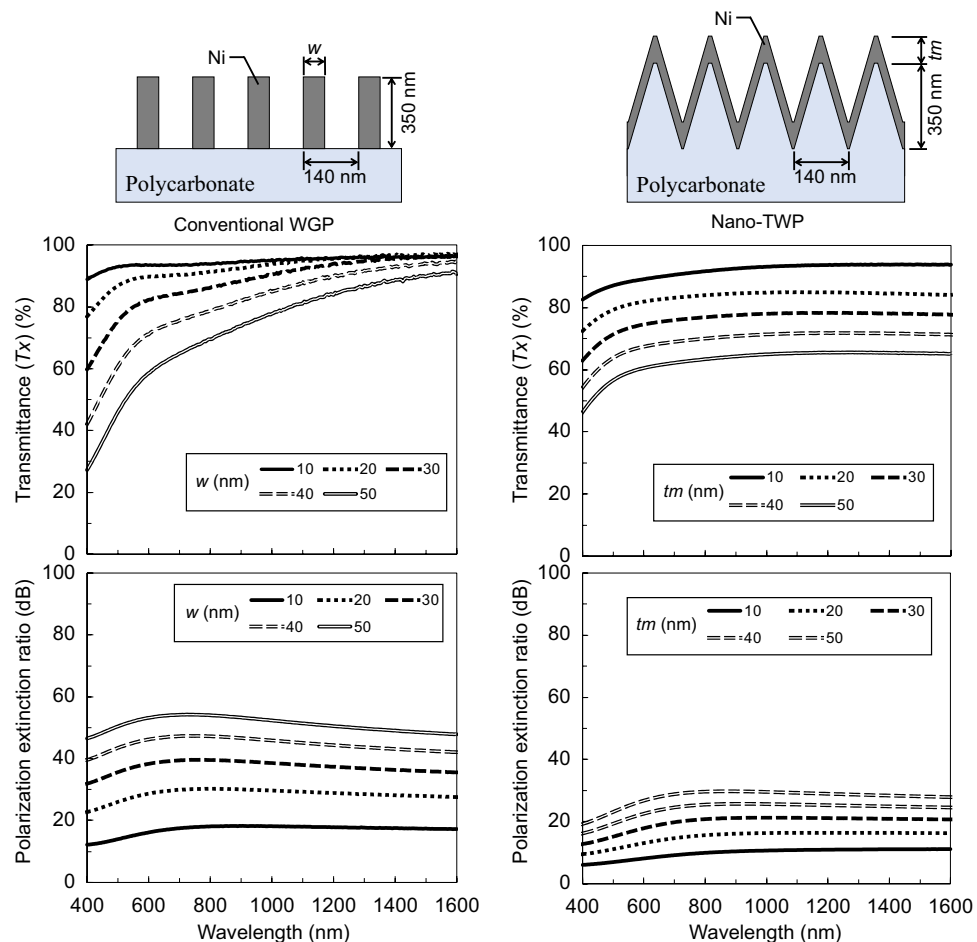 Ni
w
350 nm
140 nm
Polycarbonate
Conventional WGP
Ni
tm
350 nm
140 nm
Polycarbonate
Nano-TWP
Transmittance (Tx) (%)
100
80
60
40
20
0
w (nm)
10
20
30
40
50
Transmittance (Tx) (%)
100
80
60
40
20
0
tm (nm)
10
20
30
40
50
Polarization extinction ratio (dB)
100
80
60
40
20
0
w (nm)
10
20
30
40
50
400 600 800 1000 1200 1400 1600
Wavelength (nm)
Polarization extinction ratio (dB)
100
80
60
40
20
0
tm (nm)
10
20
30
40
50
400 600 800 1000 1200 1400 1600
Wavelength (nm)